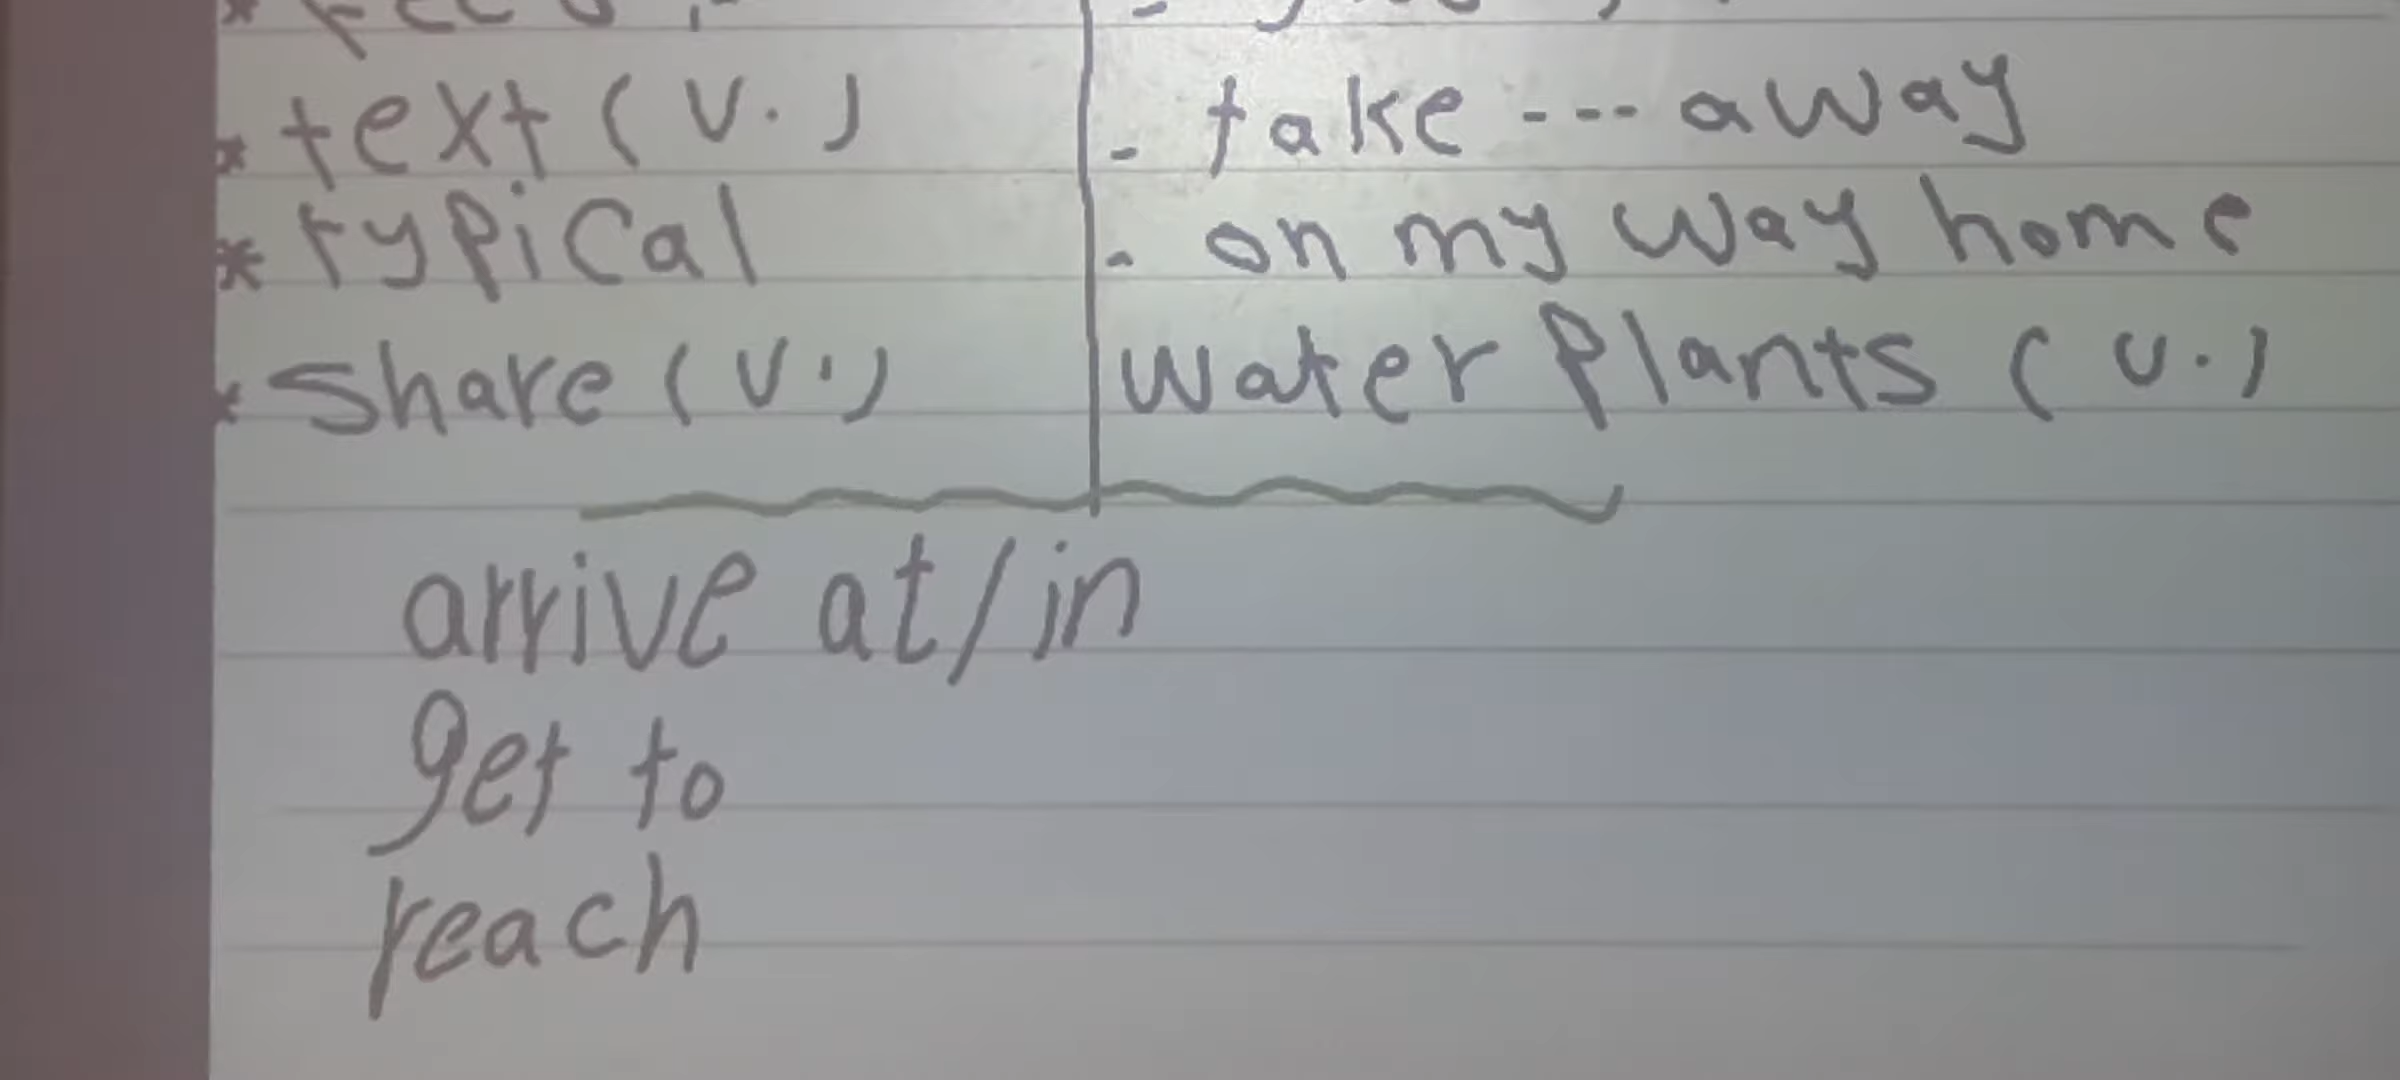 * text (v.)
* typical
* share (v.)
- take --- away
- on my way home
water plants (v.)
arrive at/in
get to
reach